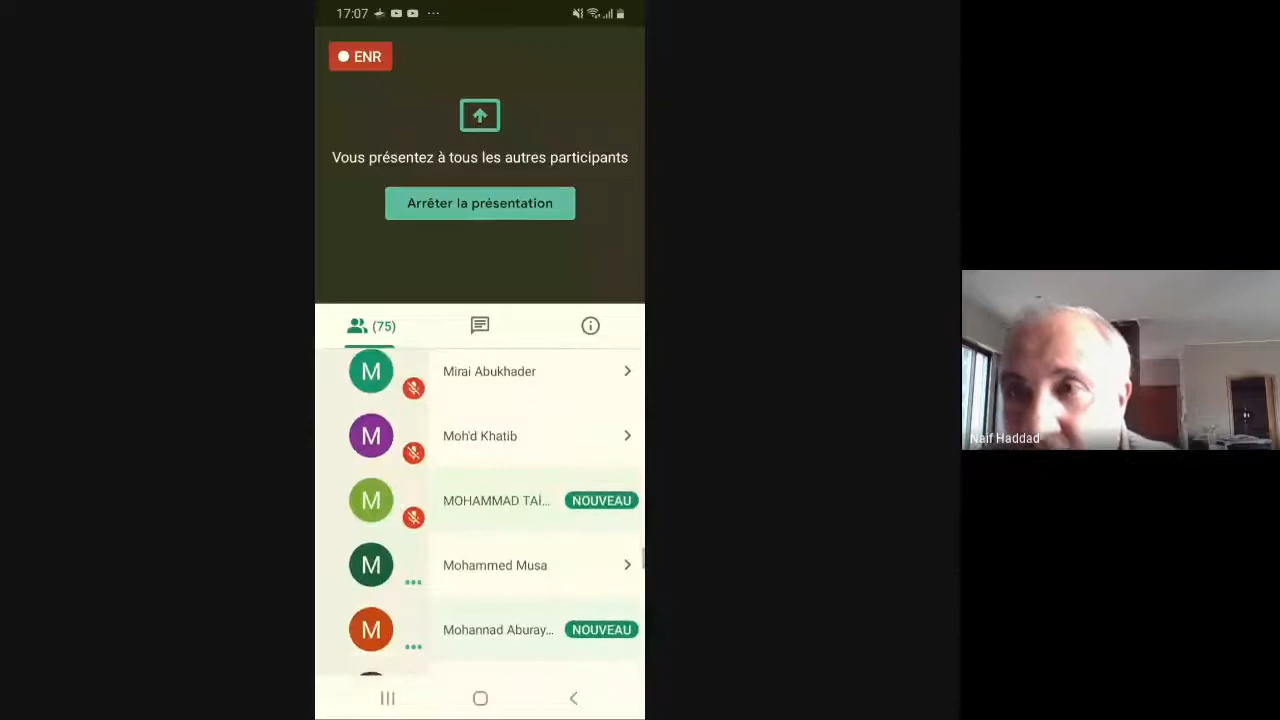 17:07
ENR
Vous présentez à tous les autres participants
Arrêter la présentation
(75)
M Mirai Abukhader
M Moh'd Khatib
M MOHAMMAD TAÏ... NOUVEAU
M Mohammed Musa
M Mohannad Aburay... NOUVEAU
Naif Haddad